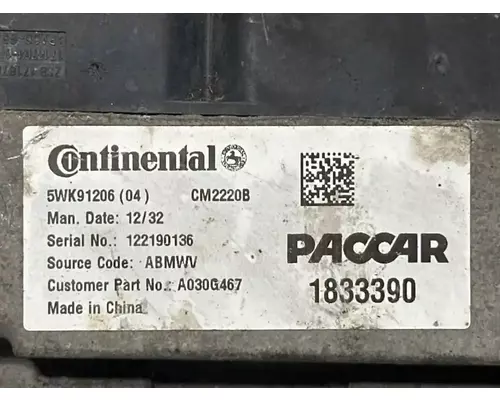 Continental
5WK91206 (04) CM2220B
Man. Date: 12/32
Serial No.: 122190136
Source Code: ABMWV
Customer Part No.: A030G467
Made in China
PACCAR
1833390